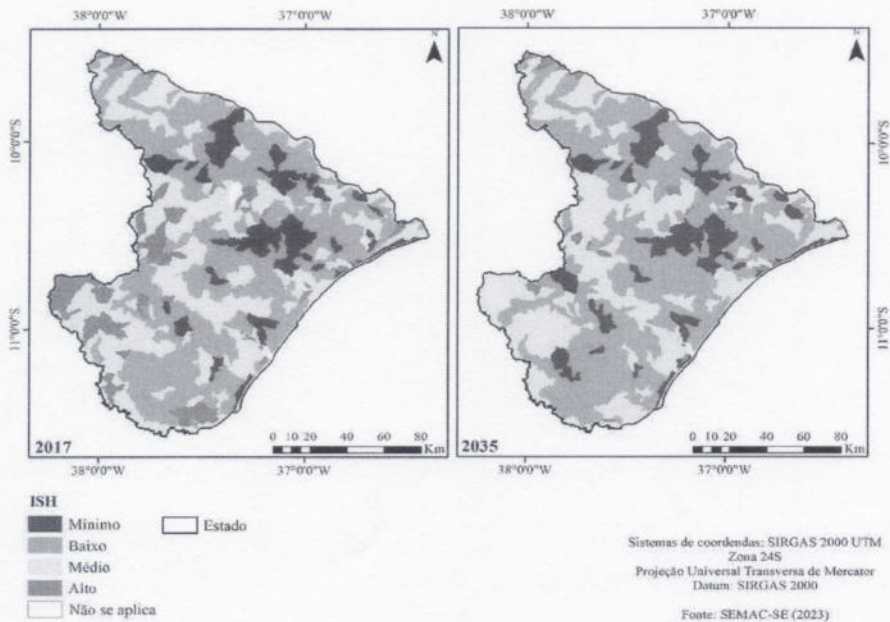 38°0'0"W 37°0'0"W 38°0'0"W 37°0'0"W
N N
10°0'0"S 10°0'0"S
11°0'0"S 11°0'0"S
2017 0 10 20 40 60 80
Km
2035 0 10 20 40 60 80
Km
38°0'0"W 37°0'0"W 38°0'0"W 37°0'0"W
ISH
Mínimo Estado
Baixo
Médio
Alto
Não se aplica
Sistemas de coordendas: SIRGAS 2000 UTM
Zona 24S
Projeção Universal Transversa de Mercator
Datum: SIRGAS 2000
Fonte: SEMAC-SE (2023)